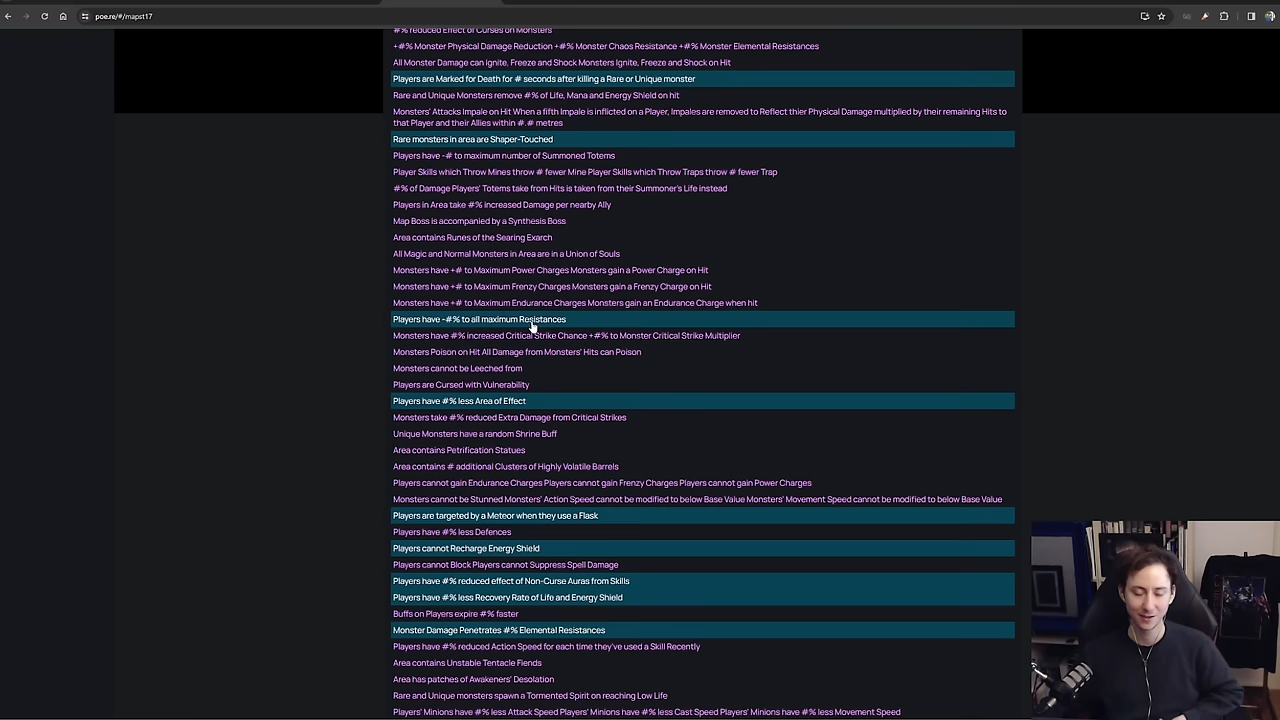 poe.re/#/mapst17
#% reduced Effect of Curses on Monsters
+#% Monster Physical Damage Reduction +#% Monster Chaos Resistance +#% Monster Elemental Resistances
All Monster Damage can Ignite, Freeze and Shock Monsters Ignite, Freeze and Shock on Hit
Players are Marked for Death for # seconds after killing a Rare or Unique monster
Rare and Unique Monsters remove #% of Life, Mana and Energy Shield on hit
Monsters' Attacks Impale on Hit When a fifth Impale is inflicted on a Player, Impales are removed to Reflect thier Physical Damage multiplied by their remaining Hits to
that Player and their Allies within #.# metres
Rare monsters in area are Shaper-Touched
Players have -# to maximum number of Summoned Totems
Player Skills which Throw Mines throw # fewer Mine Player Skills which Throw Traps throw # fewer Trap
#% of Damage Players' Totems take from Hits is taken from their Summoner's Life instead
Players in Area take #% increased Damage per nearby Ally
Map Boss is accompanied by a Synthesis Boss
Area contains Runes of the Searing Exarch
All Magic and Normal Monsters in Area are in a Union of Souls
Monsters have +# to Maximum Power Charges Monsters gain a Power Charge on Hit
Monsters have +# to Maximum Frenzy Charges Monsters gain a Frenzy Charge on Hit
Monsters have +# to Maximum Endurance Charges Monsters gain an Endurance Charge when hit
Players have -#% to all maximum Resistances
Monsters have #% increased Critical Strike Chance +#% to Monster Critical Strike Multiplier
Monsters Poison on Hit All Damage from Monsters' Hits can Poison
Monsters cannot be Leeched from
Players are Cursed with Vulnerability
Players have #% less Area of Effect
Monsters take #% reduced Extra Damage from Critical Strikes
Unique Monsters have a random Shrine Buff
Area contains Petrification Statues
Area contains # additional Clusters of Highly Volatile Barrels
Players cannot gain Endurance Charges Players cannot gain Frenzy Charges Players cannot gain Power Charges
Monsters cannot be Stunned Monsters' Action Speed cannot be modified to below Base Value Monsters' Movement Speed cannot be modified to below Base Value
Players are targeted by a Meteor when they use a Flask
Players have #% less Defences
Players cannot Recharge Energy Shield
Players cannot Block Players cannot Suppress Spell Damage
Players have #% reduced effect of Non-Curse Auras from Skills
Players have #% less Recovery Rate of Life and Energy Shield
Buffs on Players expire #% faster
Monster Damage Penetrates #% Elemental Resistances
Players have #% reduced Action Speed for each time they've used a Skill Recently
Area contains Unstable Tentacle Fiends
Area has patches of Awakeners' Desolation
Rare and Unique monsters spawn a Tormented Spirit on reaching Low Life
Players' Minions have #% less Attack Speed Players' Minions have #% less Cast Speed Players' Minions have #% less Movement Speed